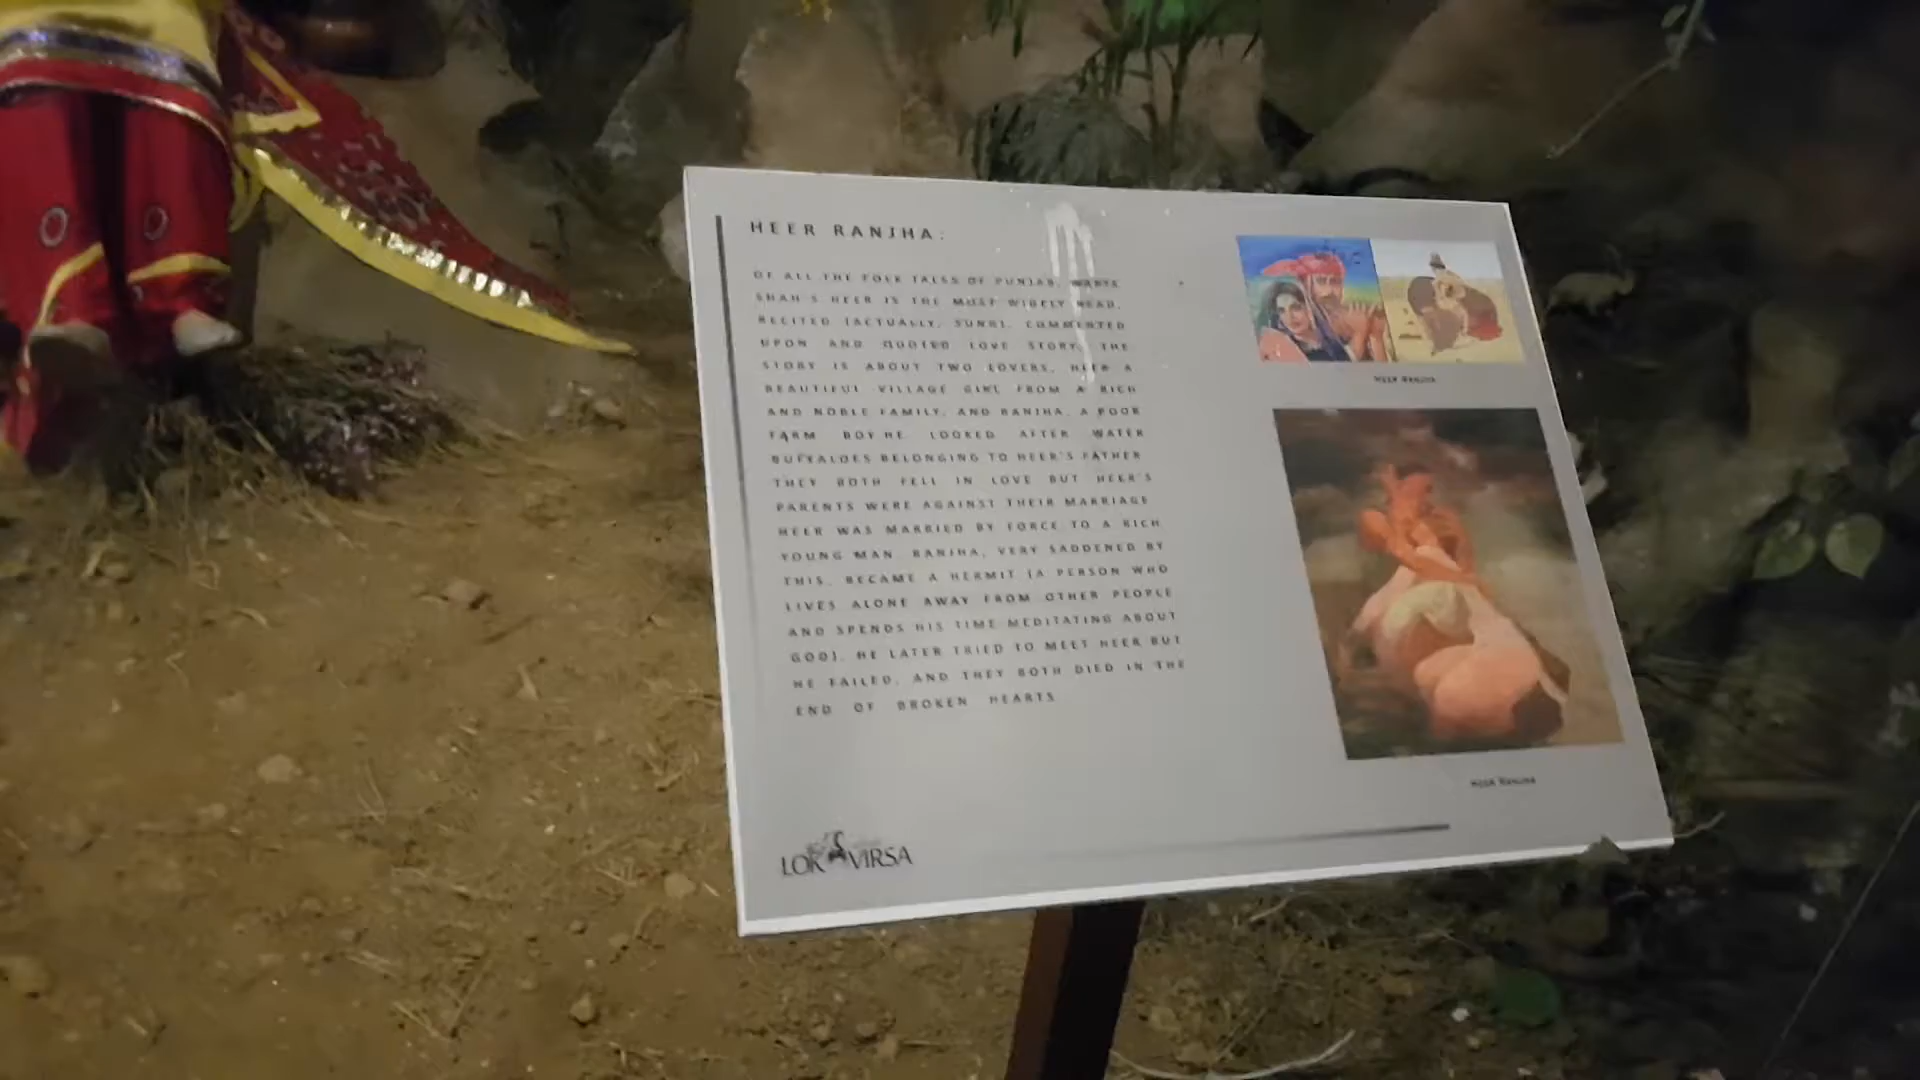 HEER RANJHA:
OF ALL THE FOLK TALES OF PUNJAB, WARIS
SHAH'S HEER IS THE MOST WIDELY READ,
RECITED (ACTUALLY, SUNG), COMMENTED
UPON AND QUOTED LOVE STORY. THE
STORY IS ABOUT TWO LOVERS, HEER A
BEAUTIFUL VILLAGE GIRL FROM A RICH
AND NOBLE FAMILY, AND RANJHA, A POOR
FARM BOY HE LOOKED AFTER WATER
BUFFALOES BELONGING TO HEER'S FATHER
THEY BOTH FELL IN LOVE BUT HEER'S
PARENTS WERE AGAINST THEIR MARRIAGE
HEER WAS MARRIED BY FORCE TO A RICH
YOUNG MAN. RANJHA, VERY SADDENED BY
THIS, BECAME A HERMIT (A PERSON WHO
LIVES ALONE AWAY FROM OTHER PEOPLE
AND SPENDS HIS TIME MEDITATING ABOUT
GOD). HE LATER TRIED TO MEET HEER BUT
HE FAILED, AND THEY BOTH DIED IN THE
END OF BROKEN HEARTS
HEER RANJHA
HEER RANJHA
LOK VIRSA